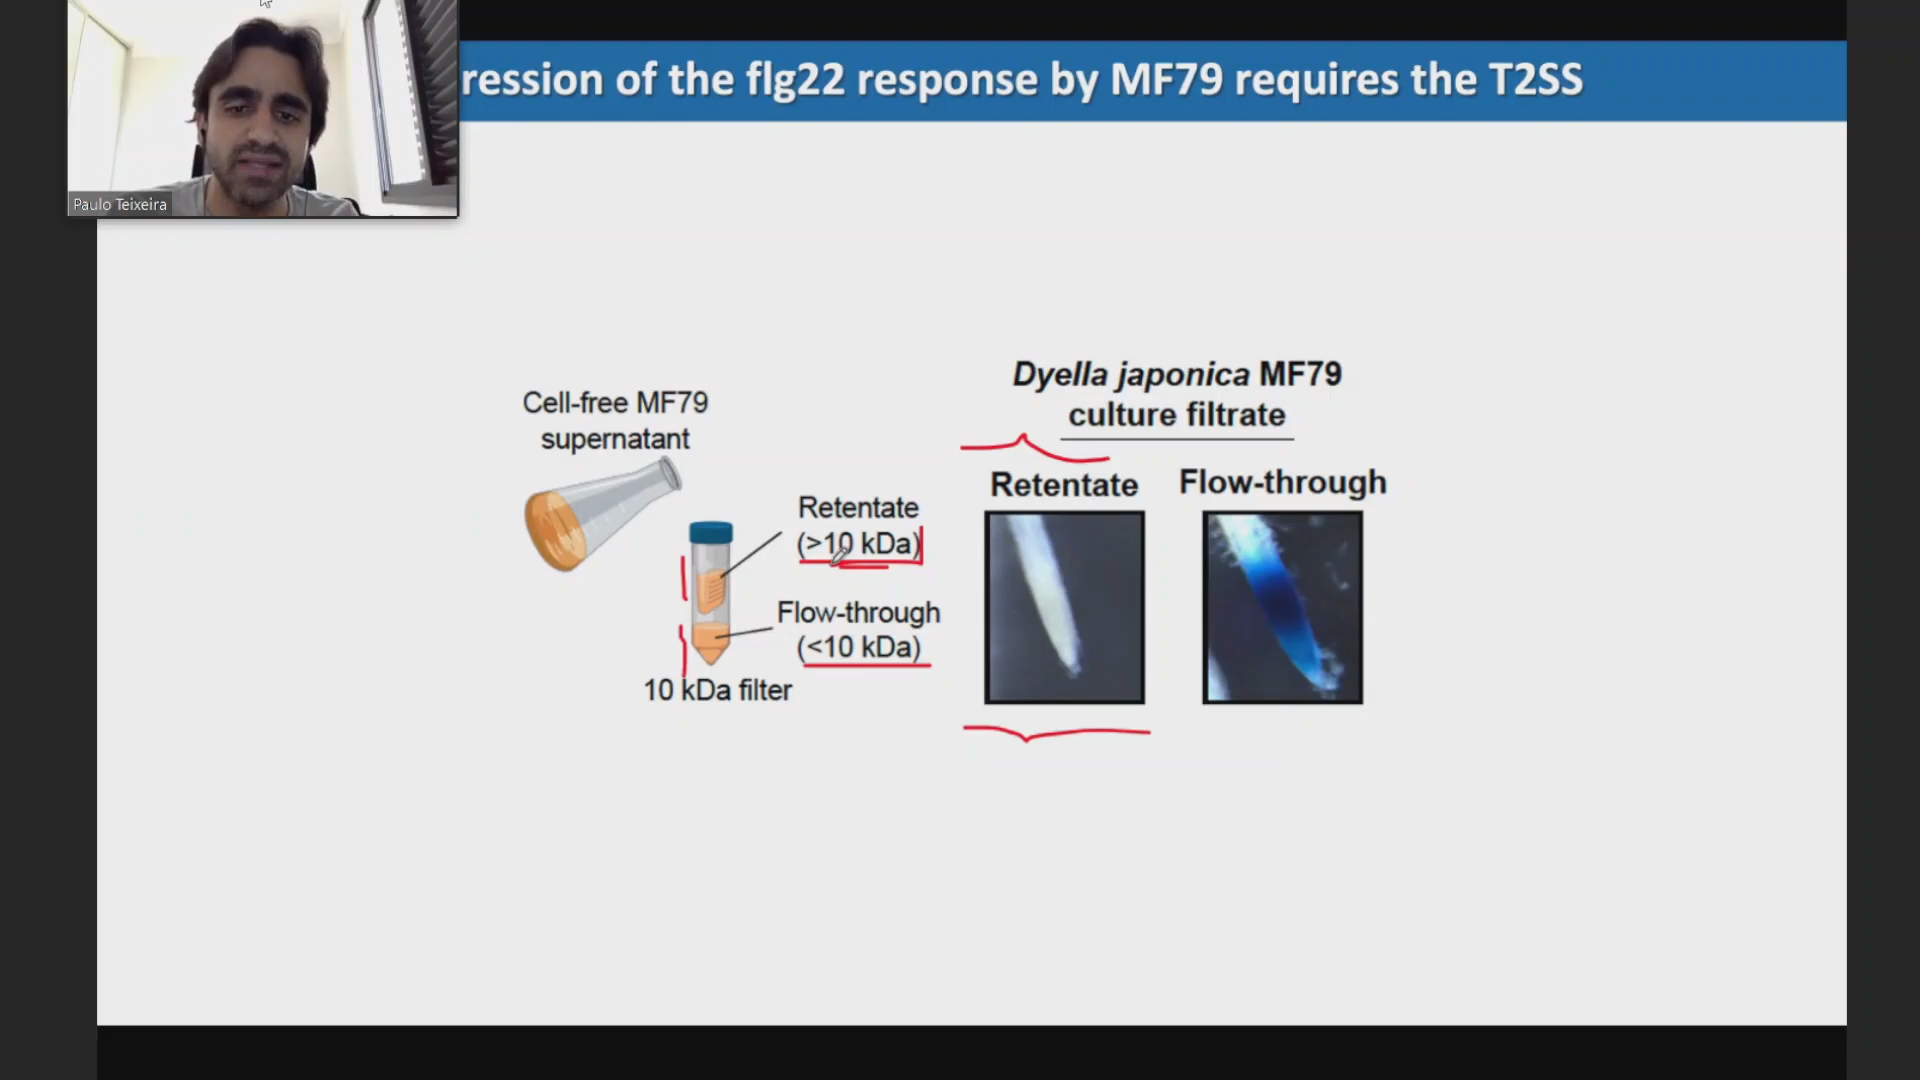 ression of the flg22 response by MF79 requires the T2SS
Paulo Teixeira
Cell-free MF79
supernatant
Retentate
(>10 kDa)
Flow-through
(<10 kDa)
10 kDa filter
Dyella japonica MF79
culture filtrate
Retentate
Flow-through